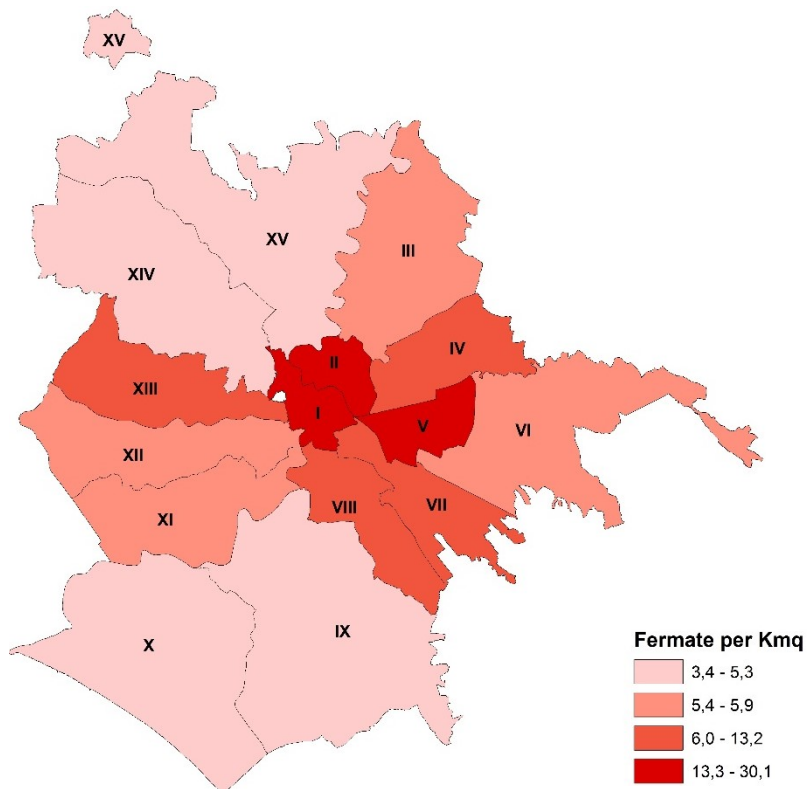 XV
XV
III
XIV
IV
II
XIII
I
V
VI
XII
VII
VIII
XI
IX
X
Fermate per Kmq
3,4 - 5,3
5,4 - 5,9
6,0 - 13,2
13,3 - 30,1